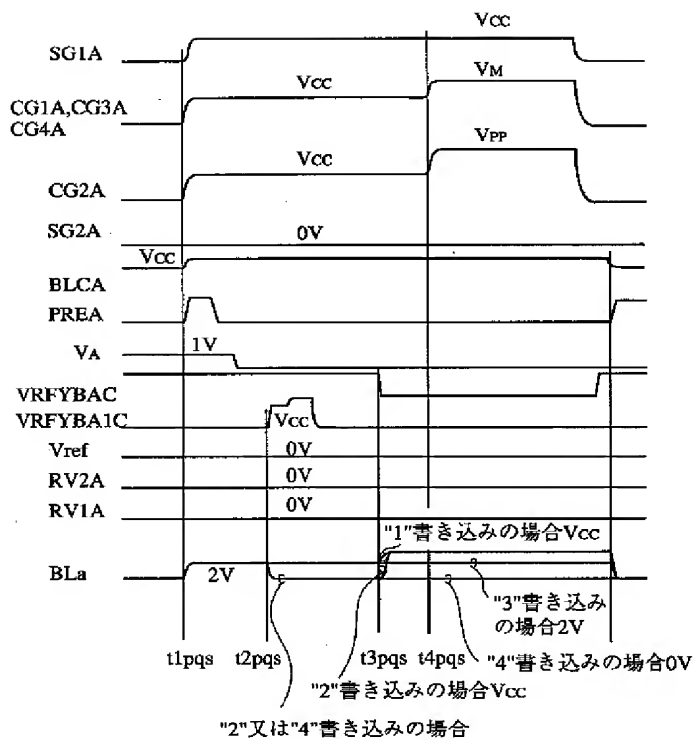 VCC
SG1A
VCC
VM
CG1A,CG3A
CG4A
VCC
VPP
CG2A
SG2A
0V
VCC
BLCA
PREA
VA
1V
VRFYBAC
VRFYBA1C
VCC
Vref
0V
RV2A
0V
RV1A
0V
"1"書き込みの場合VCC
BLa
2V
"3"書き込み
の場合2V
t1pqs
t2pqs
t3pqs
t4pqs
"4"書き込みの場合0V
"2"書き込みの場合VCC
"2"又は"4"書き込みの場合